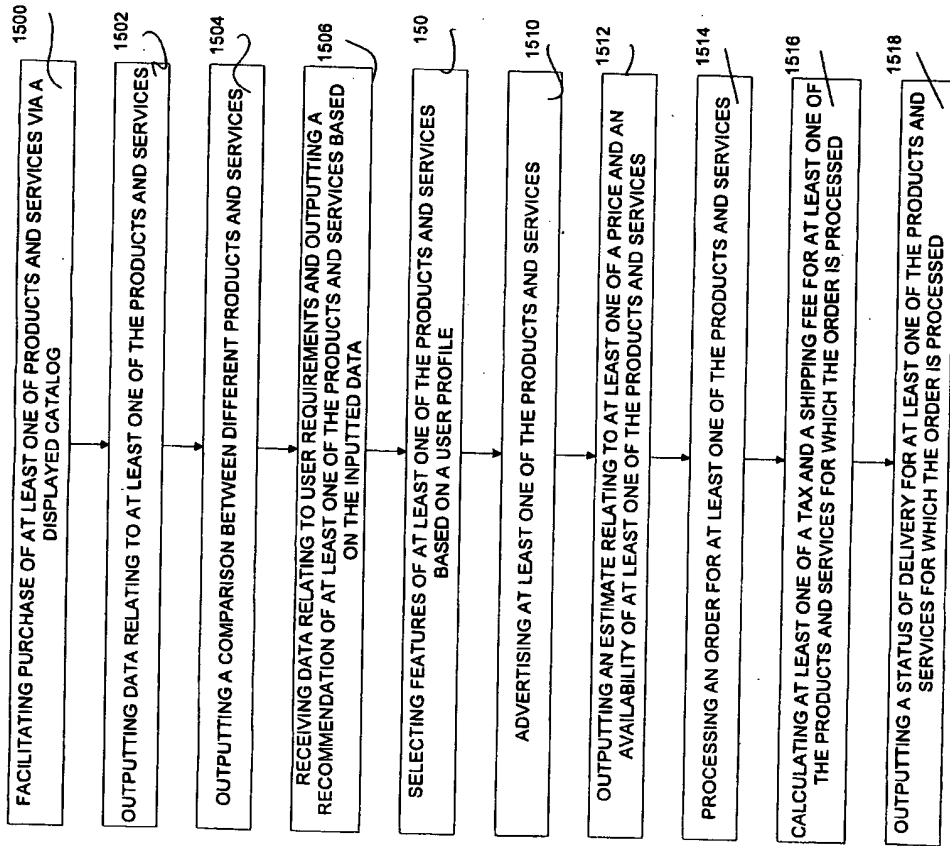 FACILITATING PURCHASE OF AT LEAST ONE OF PRODUCTS AND SERVICES VIA A
DISPLAYED CATALOG
1500
OUTPUTTING DATA RELATING TO AT LEAST ONE OF THE PRODUCTS AND SERVICES
1502
OUTPUTTING A COMPARISON BETWEEN DIFFERENT PRODUCTS AND SERVICES
1504
RECEIVING DATA RELATING TO USER REQUIREMENTS AND OUTPUTTING A
RECOMMENDATION OF AT LEAST ONE OF THE PRODUCTS AND SERVICES BASED
ON THE INPUTTED DATA
1506
SELECTING FEATURES OF AT LEAST ONE OF THE PRODUCTS AND SERVICES
BASED ON A USER PROFILE
150
ADVERTISING AT LEAST ONE OF THE PRODUCTS AND SERVICES
1510
OUTPUTTING AN ESTIMATE RELATING TO AT LEAST ONE OF A PRICE AND AN
AVAILABILITY OF AT LEAST ONE OF THE PRODUCTS AND SERVICES
1512
PROCESSING AN ORDER FOR AT LEAST ONE OF THE PRODUCTS AND SERVICES
1514
CALCULATING AT LEAST ONE OF A TAX AND A SHIPPING FEE FOR AT LEAST ONE OF
THE PRODUCTS AND SERVICES FOR WHICH THE ORDER IS PROCESSED
1516
OUTPUTTING A STATUS OF DELIVERY FOR AT LEAST ONE OF THE PRODUCTS AND
SERVICES FOR WHICH THE ORDER IS PROCESSED
1518